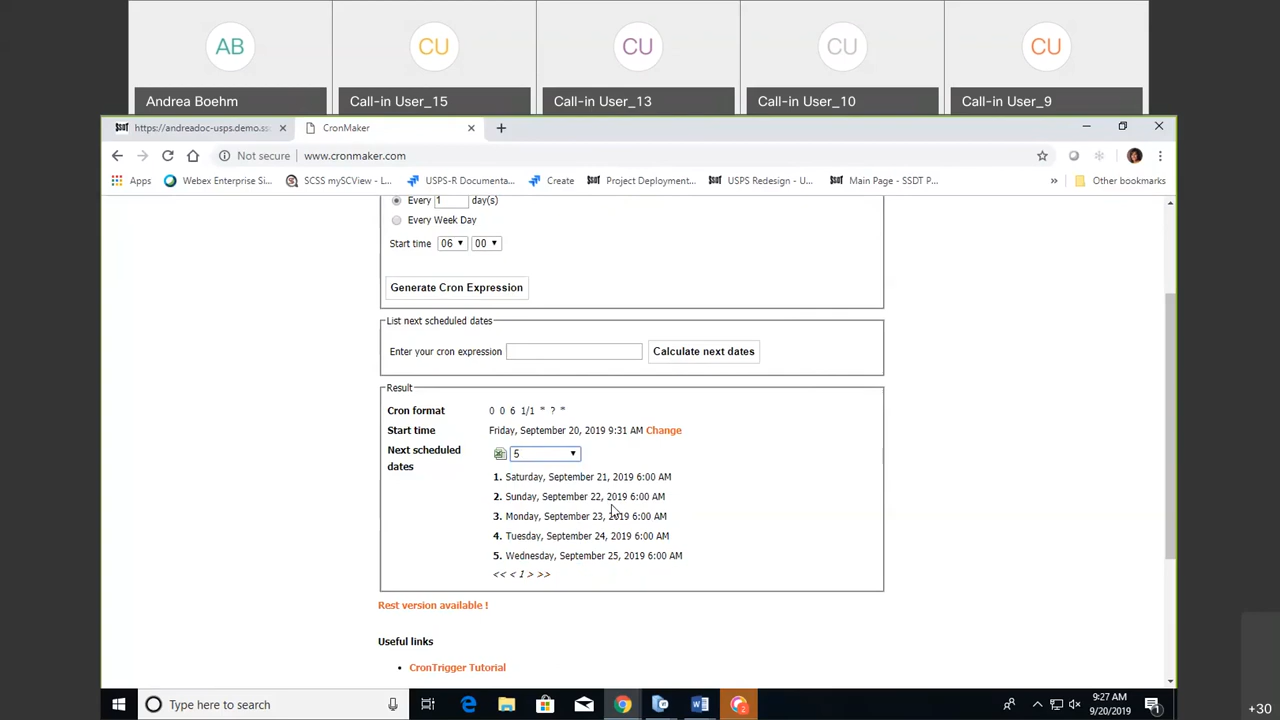 AB
CU
CU
CU
CU
Andrea Boehm
Call-in User_15
Call-in User_13
Call-in User_10
Call-in User_9
SSDT https://andreadoc-usps.demo.ss
CronMaker
Not secure www.cronmaker.com
Apps
Webex Enterprise Si...
SCSS mySCView – L...
USPS-R Documenta...
Create
SSDT Project Deployment...
SSDT USPS Redesign - U...
SSDT Main Page - SSDT P...
»
Other bookmarks
Every 1 day(s)
Every Week Day
Start time 06 00
Generate Cron Expression
List next scheduled dates
Enter your cron expression
Calculate next dates
Result
Cron format 0 0 6 1/1 * ? *
Start time Friday, September 20, 2019 9:31 AM Change
Next scheduled dates 5
1. Saturday, September 21, 2019 6:00 AM
2. Sunday, September 22, 2019 6:00 AM
3. Monday, September 23, 2019 6:00 AM
4. Tuesday, September 24, 2019 6:00 AM
5. Wednesday, September 25, 2019 6:00 AM
<< < 1 > >>
Rest version available !
Useful links
• CronTrigger Tutorial
Type here to search
9:27 AM
9/20/2019
+30